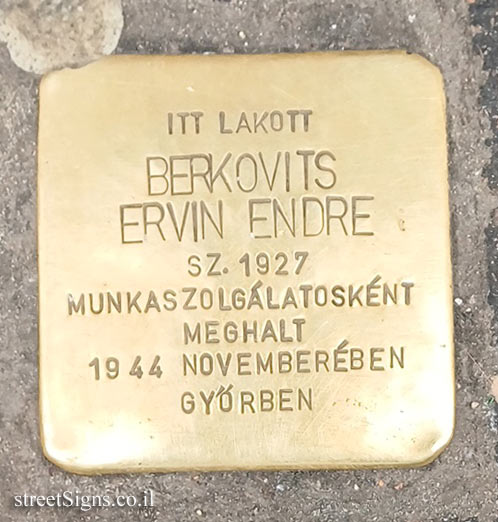 ITT LAKOTT
BERKOVITS
ERVIN ENDRE
SZ. 1927
MUNKASZOLGÁLATOSKÉNT
MEGHALT
1944 NOVEMBERÉBEN
GYŐRBEN
streetSigns.co.il